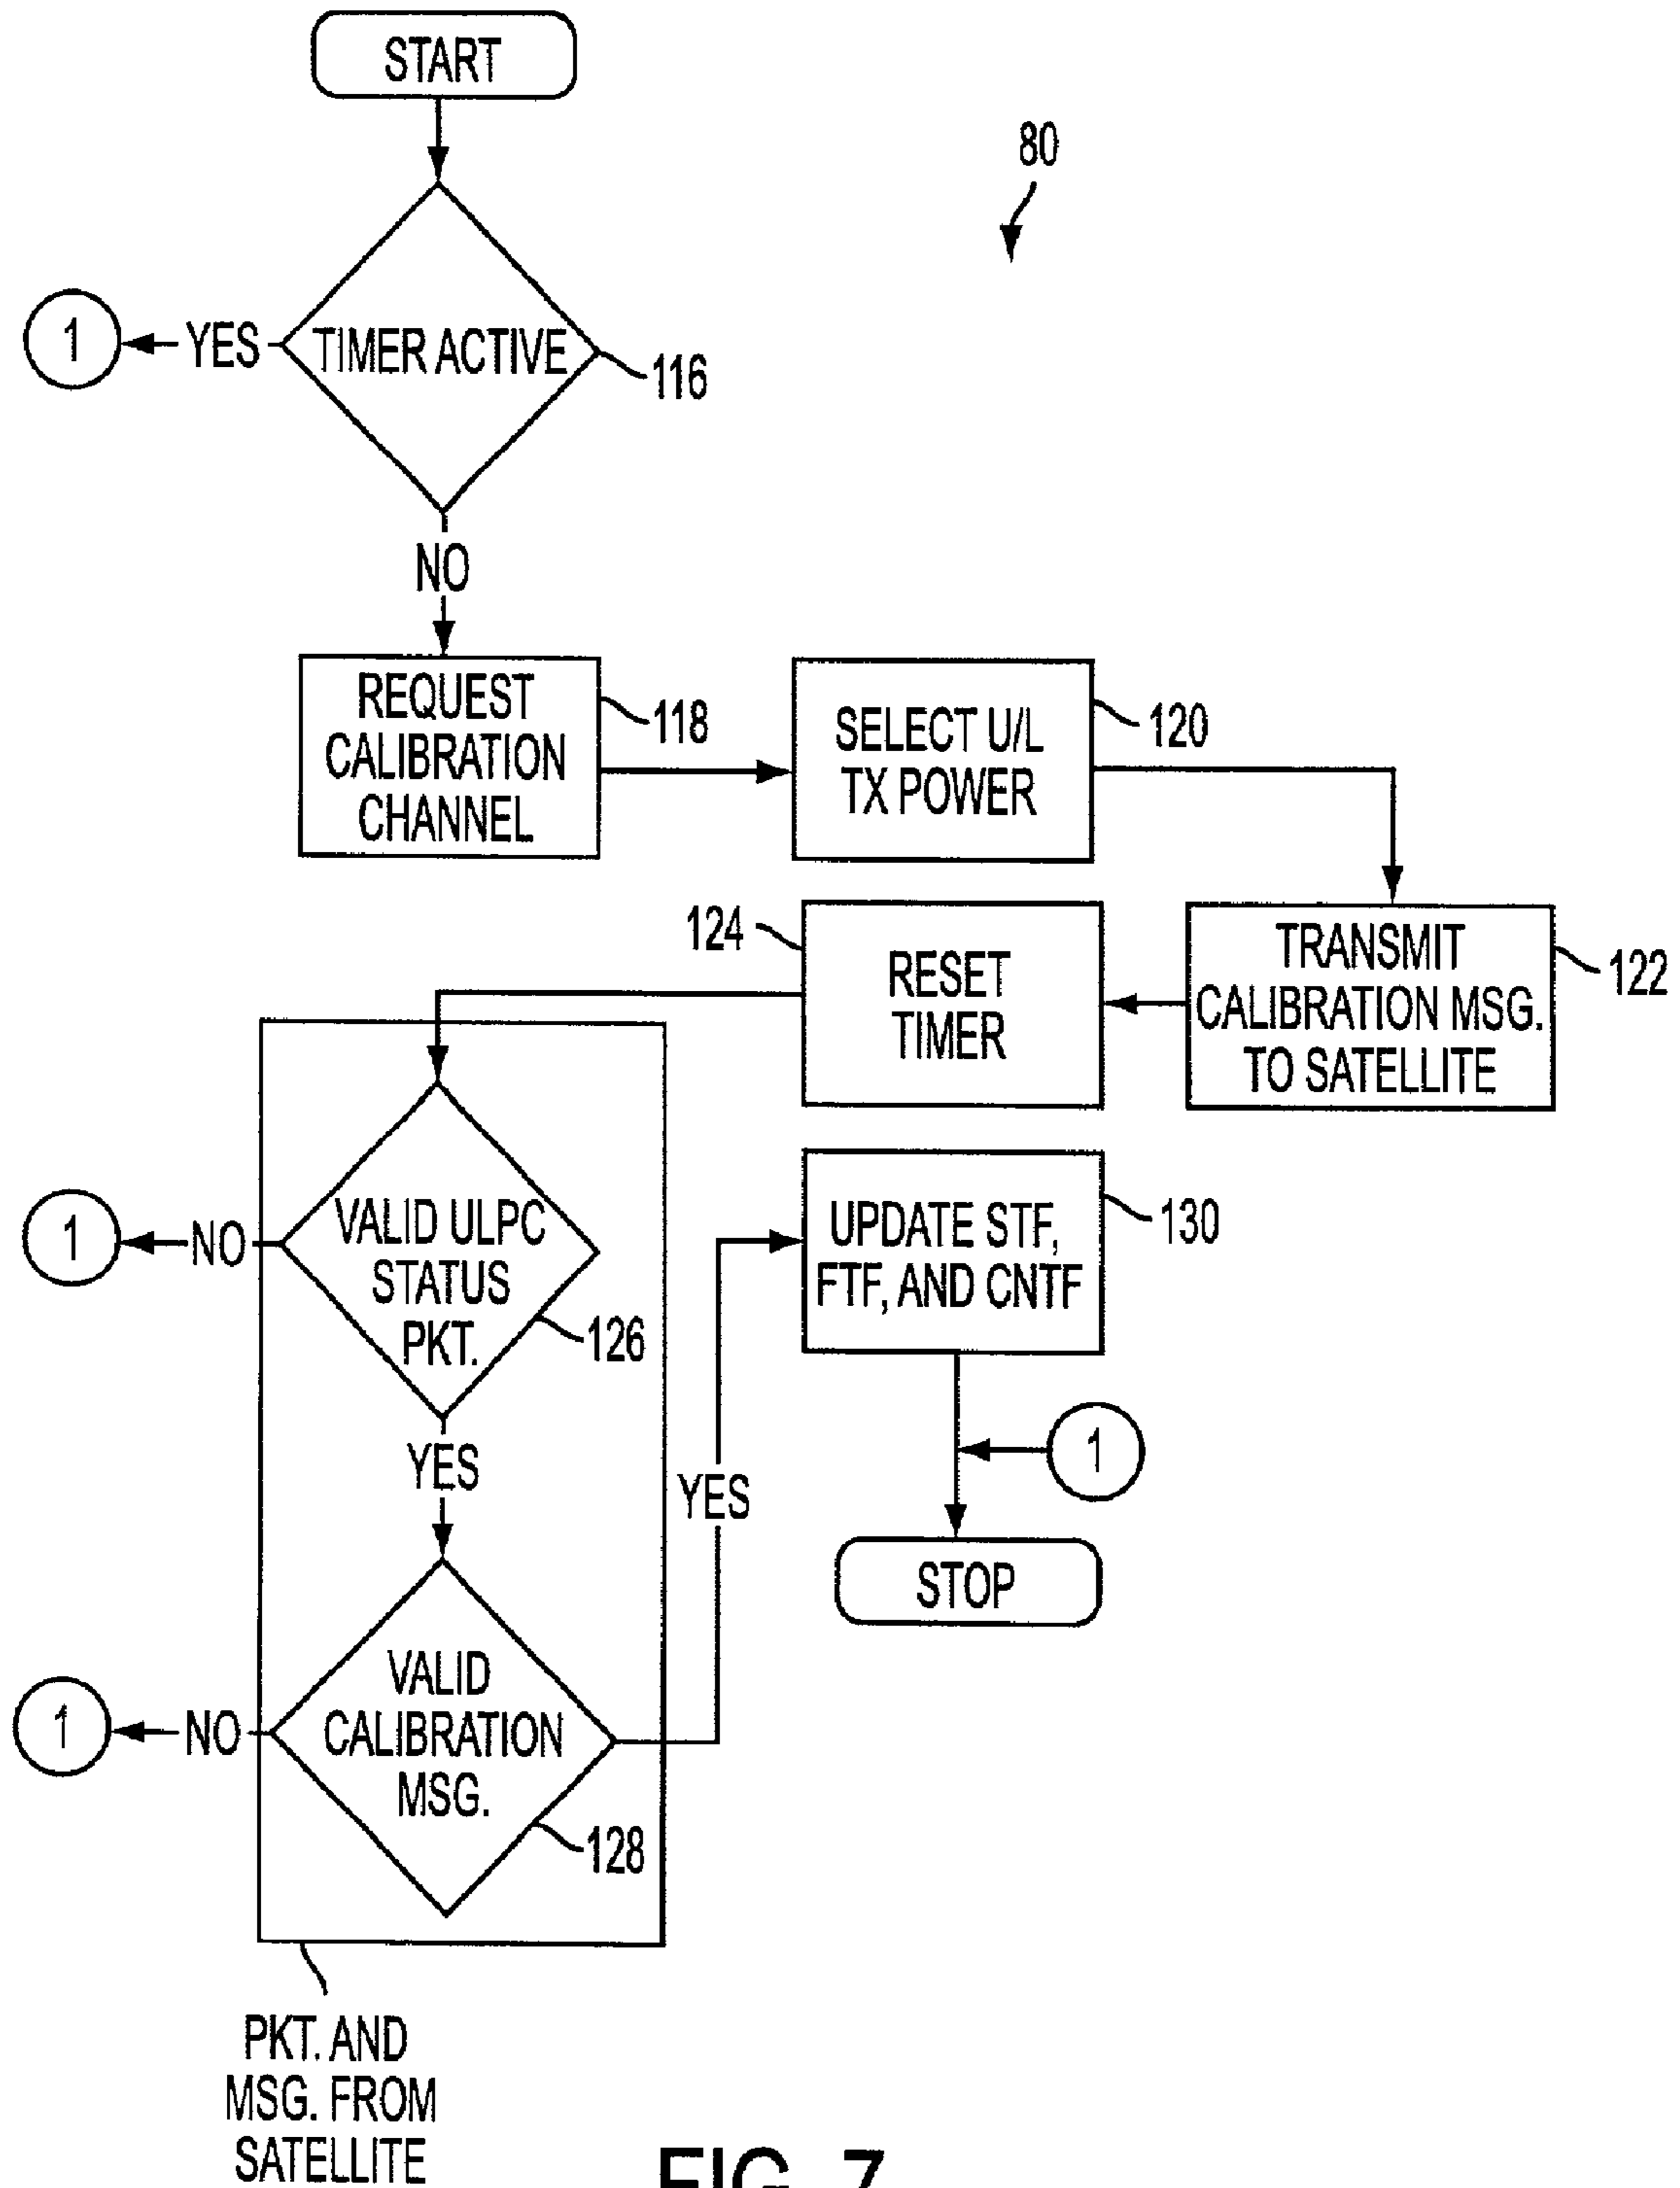 START
80
1
YES
TIMER ACTIVE
116
NO
REQUEST
CALIBRATION
CHANNEL
118
SELECT U/L
TX POWER
120
TRANSMIT
CALIBRATION MSG.
TO SATELLITE
122
124
RESET
TIMER
1
NO
VALID ULPC
STATUS
PKT.
126
YES
1
NO
VALID
CALIBRATION
MSG.
128
YES
UPDATE STF,
FTF, AND CNTF
130
1
STOP
PKT. AND
MSG. FROM
SATELLITE
FIG. 7